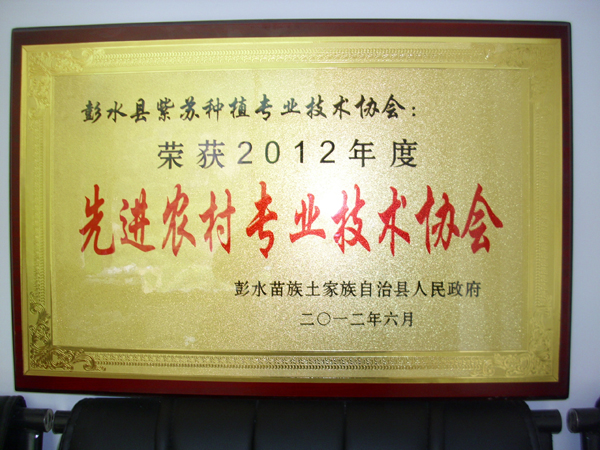 彭水县紫苏种植专业技术协会：
荣获2012年度
先进农村专业技术协会
彭水苗族土家族自治县人民政府
二〇一二年六月